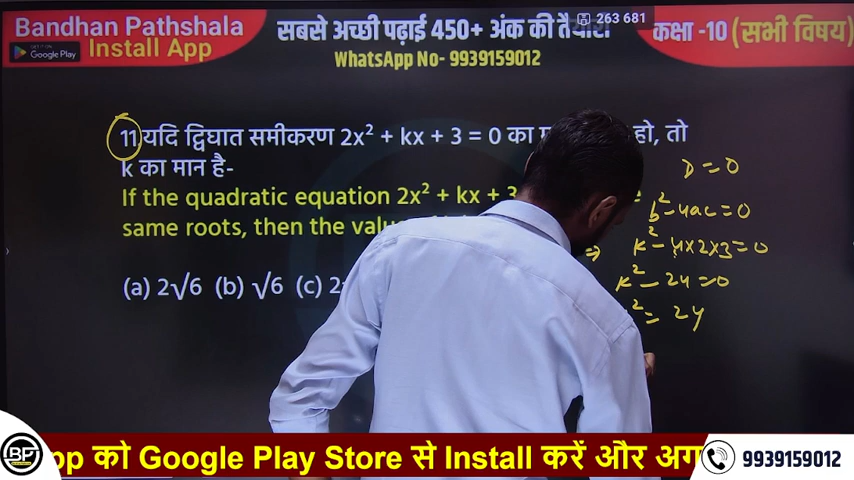 Bandhan Pathshala
GET IT ON
Google Play
Install App
सबसे अच्छी पढ़ाई 450+ अंक की तैयारी
WhatsApp No- 9939159012
263 681
कक्षा -10 (सभी विषय)
11 यदि द्विघात समीकरण 2x² + kx + 3 = 0 का हो, तो
k का मान है-
If the quadratic equation 2x² + kx + 3
same roots, then the value
(a) 2√6 (b) √6 (c) 2
D = 0
b² - 4ac = 0
⇒ k² - 4×2×3 = 0
k² - 24 = 0
² = 24
BPT
को Google Play Store से Install करें और अग
9939159012